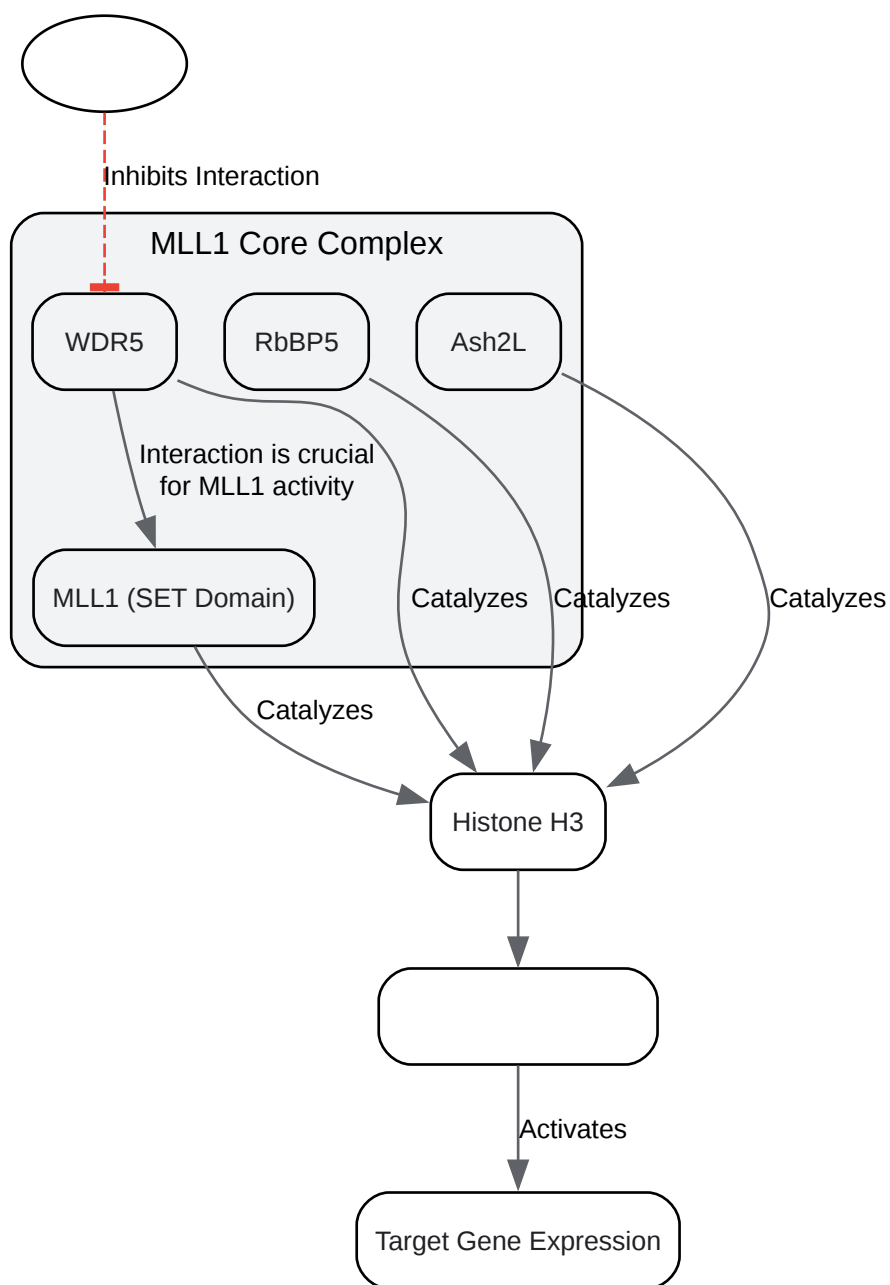 Inhibits Interaction
MLL1 Core Complex
WDR5
RbBP5
Ash2L
Interaction is crucial
for MLL1 activity
MLL1 (SET Domain)
Catalyzes
Catalyzes
Catalyzes
Catalyzes
Histone H3
Activates
Target Gene Expression